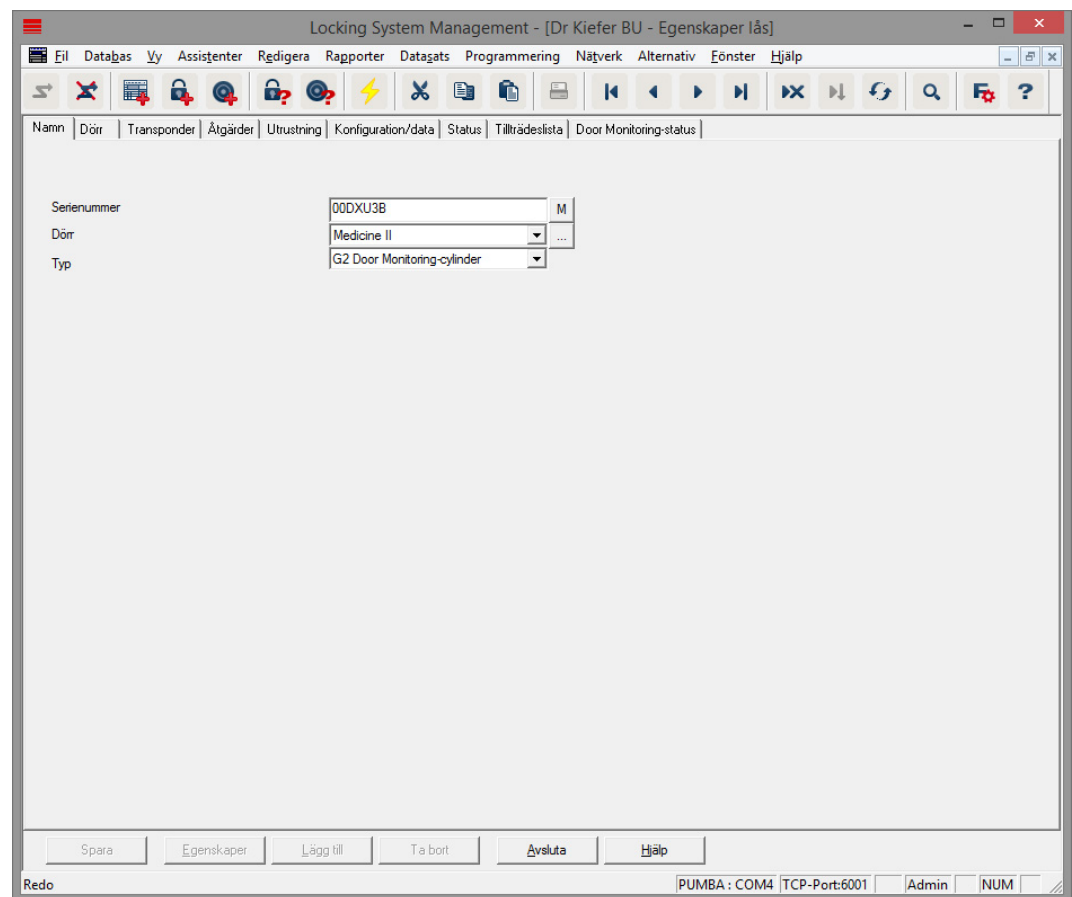 Locking System Management - [Dr Kiefer BU - Egenskaper lås]
Fil Databas Vy Assistenter Redigera Rapporter Datasats Programmering Nätverk Alternativ Fönster Hjälp
Namn Dörr Transponder Åtgärder Utrustning Konfiguration/data Status Tillträdeslista Door Monitoring-status
Serienummer 00DXU3B M
Dörr Medicine II ...
Typ G2 Door Monitoring-cylinder
Spara Egenskaper Lägg till Ta bort Avsluta Hjälp
Redo PUMBA : COM4 TCP-Port:6001 Admin NUM